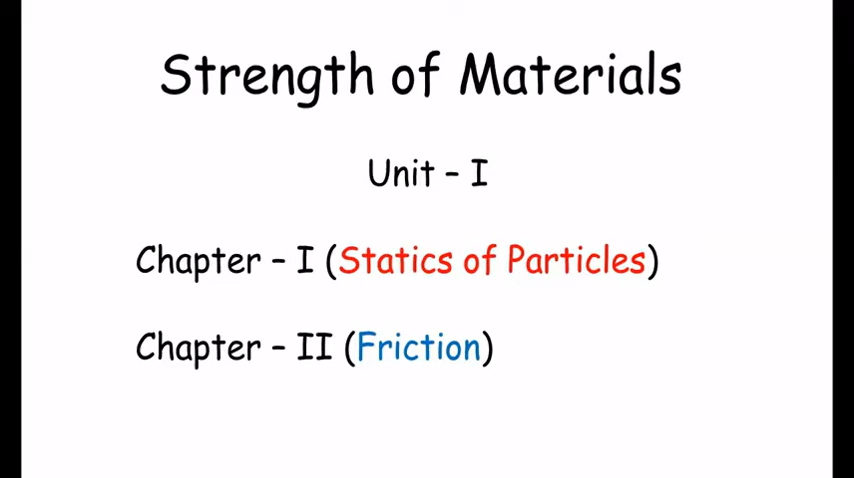 Strength of Materials
Unit – I
Chapter – I (Statics of Particles)
Chapter – II (Friction)